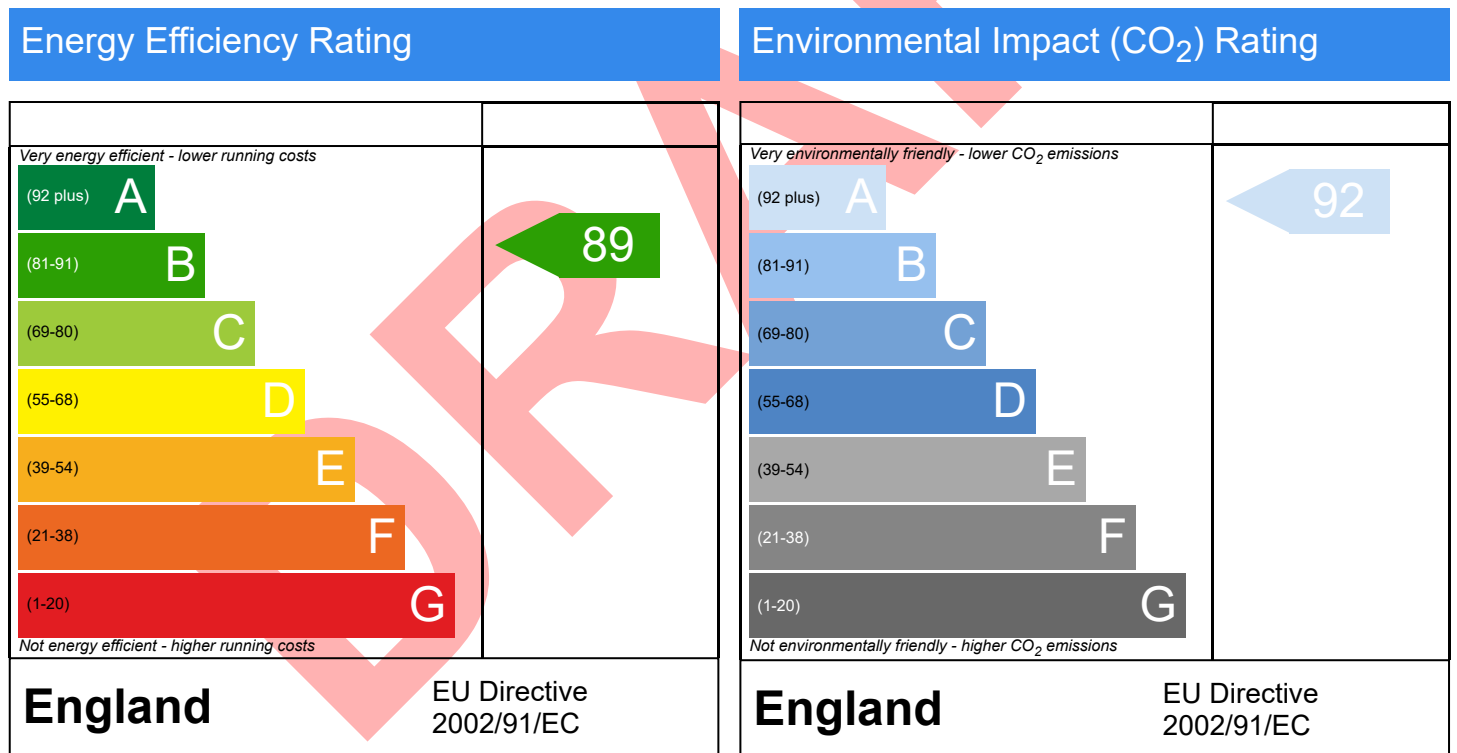 Energy Efficiency Rating
Very energy efficient - lower running costs
(92 plus) A
(81-91) B
(69-80) C
(55-68) D
(39-54) E
(21-38) F
(1-20) G
Not energy efficient - higher running costs
89
England
EU Directive
2002/91/EC
Environmental Impact (CO₂) Rating
Very environmentally friendly - lower CO₂ emissions
(92 plus) A
(81-91) B
(69-80) C
(55-68) D
(39-54) E
(21-38) F
(1-20) G
Not environmentally friendly - higher CO₂ emissions
92
England
EU Directive
2002/91/EC